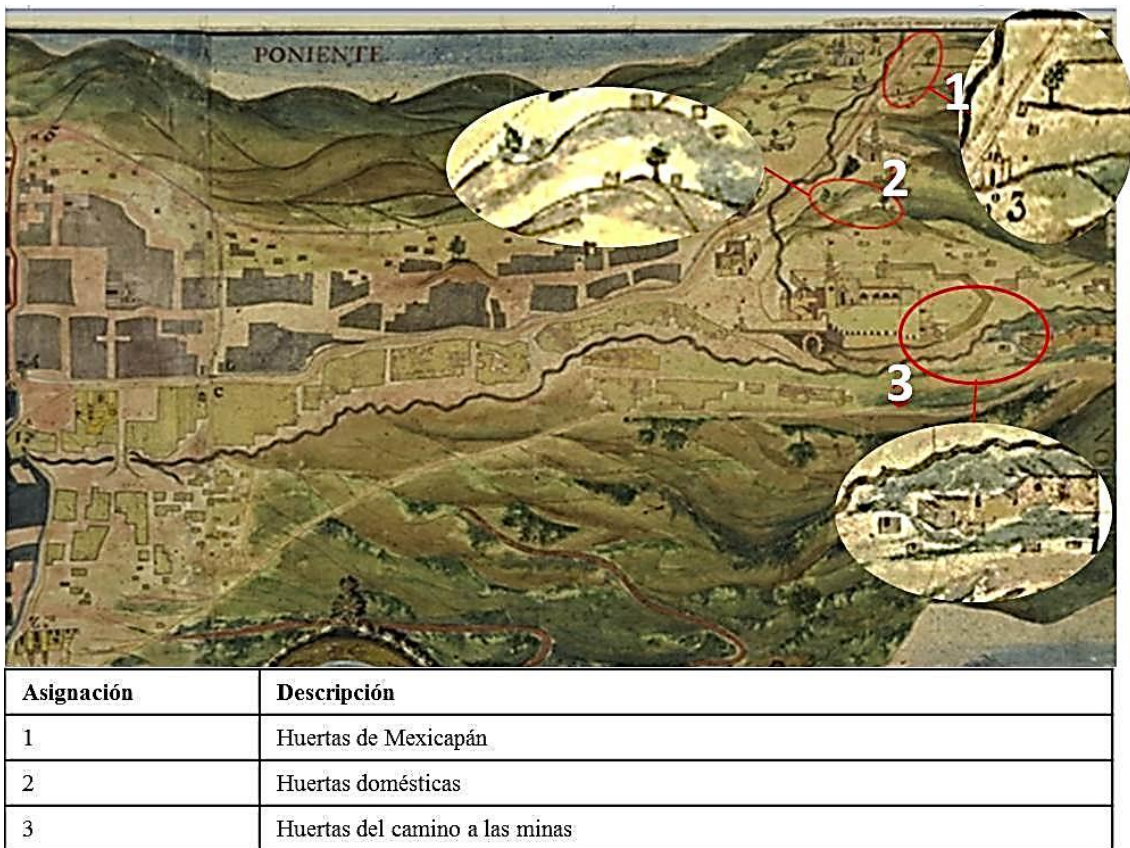 PONIENTE
1
2
3
3
Asignación Descripción
1 Huertas de Mexicapán
2 Huertas domésticas
3 Huertas del camino a las minas